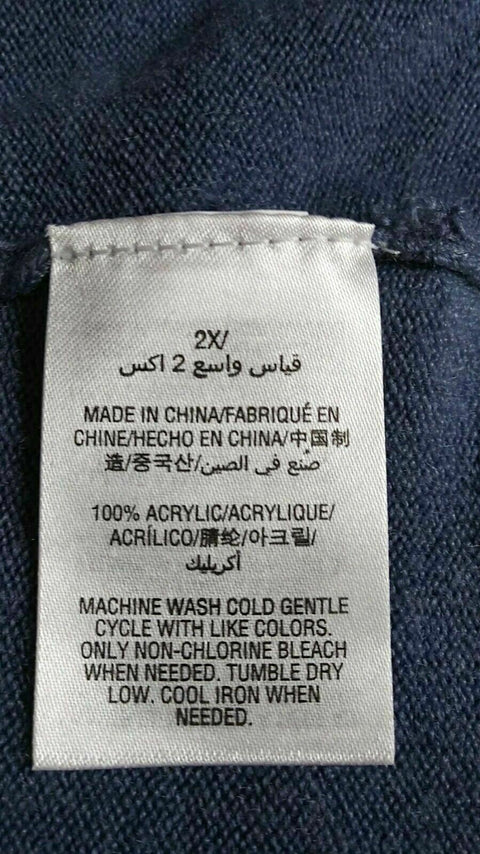 2X/
قياس واسع 2 اكس
MADE IN CHINA/FABRIQUÉ EN
CHINE/HECHO EN CHINA/中国制
造/중국산/صُنع في الصين
100% ACRYLIC/ACRYLIQUE/
ACRÍLICO/腈纶/아크릴/
أكريليك
MACHINE WASH COLD GENTLE
CYCLE WITH LIKE COLORS.
ONLY NON-CHLORINE BLEACH
WHEN NEEDED. TUMBLE DRY
LOW. COOL IRON WHEN
NEEDED.